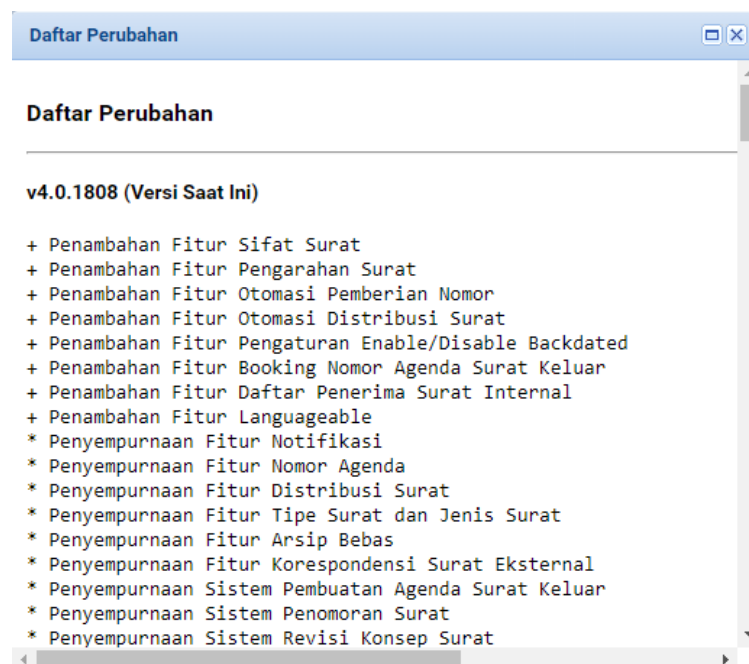 Daftar Perubahan
Daftar Perubahan
v4.0.1808 (Versi Saat Ini)
+ Penambahan Fitur Sifat Surat
+ Penambahan Fitur Pengarahan Surat
+ Penambahan Fitur Otomasi Pemberian Nomor
+ Penambahan Fitur Otomasi Distribusi Surat
+ Penambahan Fitur Pengaturan Enable/Disable Backdated
+ Penambahan Fitur Booking Nomor Agenda Surat Keluar
+ Penambahan Fitur Daftar Penerima Surat Internal
+ Penambahan Fitur Languageable
* Penyempurnaan Fitur Notifikasi
* Penyempurnaan Fitur Nomor Agenda
* Penyempurnaan Fitur Distribusi Surat
* Penyempurnaan Fitur Tipe Surat dan Jenis Surat
* Penyempurnaan Fitur Arsip Bebas
* Penyempurnaan Fitur Korespondensi Surat Eksternal
* Penyempurnaan Sistem Pembuatan Agenda Surat Keluar
* Penyempurnaan Sistem Penomoran Surat
* Penyempurnaan Sistem Revisi Konsep Surat